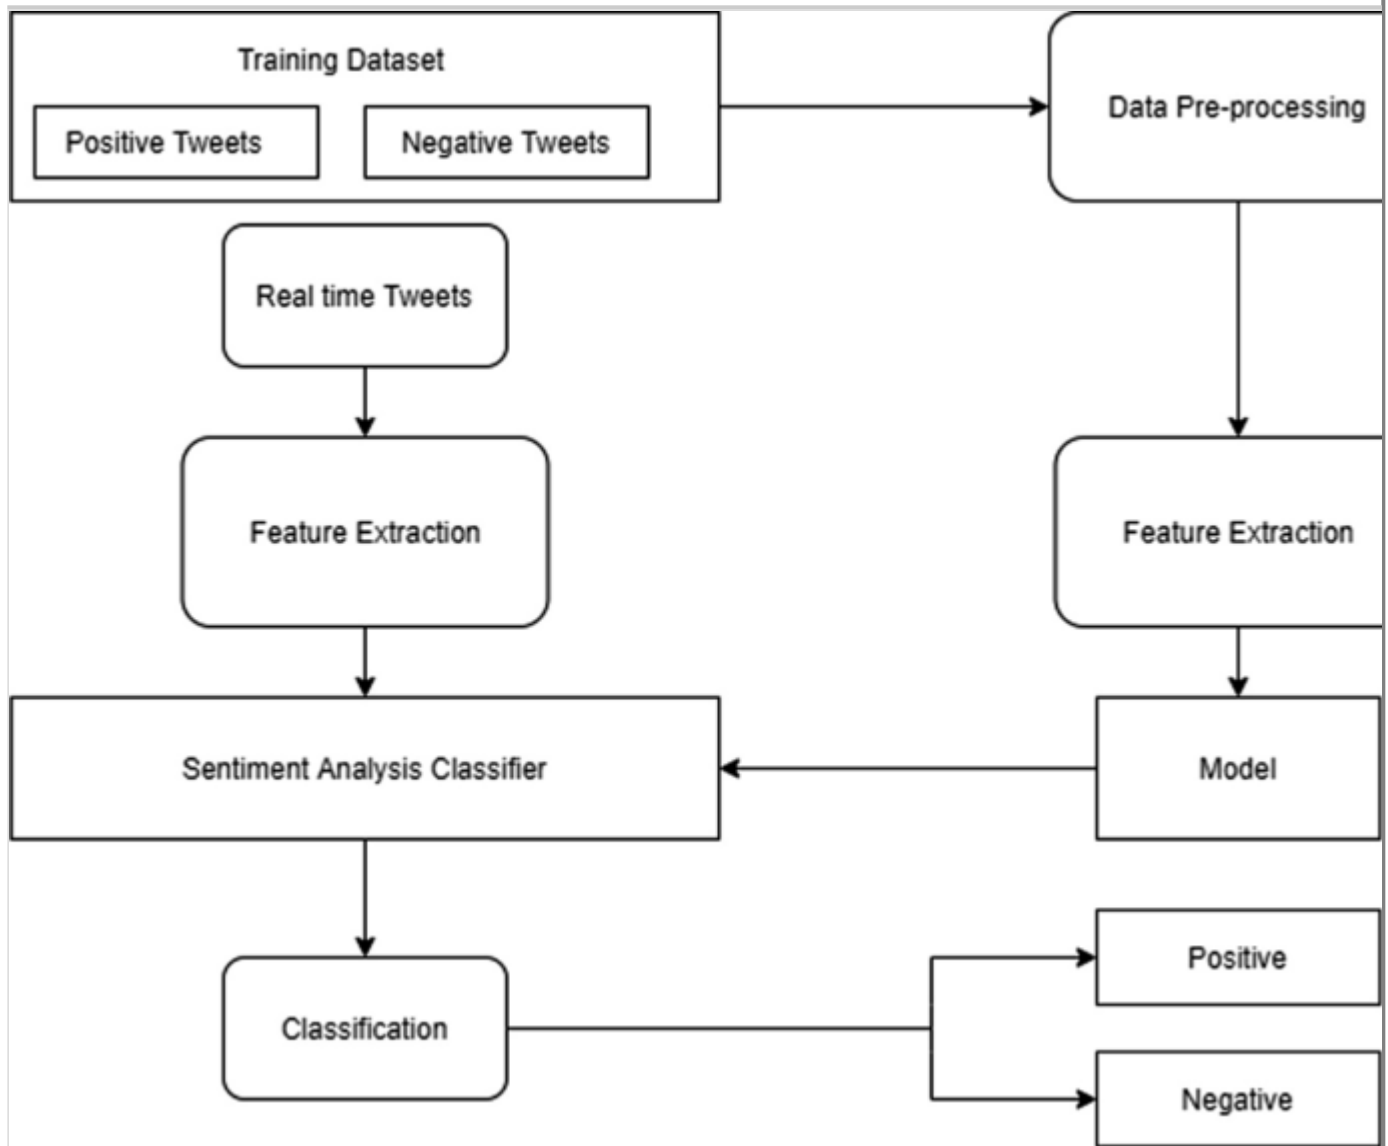 Training Dataset
Positive Tweets
Negative Tweets
Data Pre-processing
Real time Tweets
Feature Extraction
Feature Extraction
Sentiment Analysis Classifier
Model
Classification
Positive
Negative